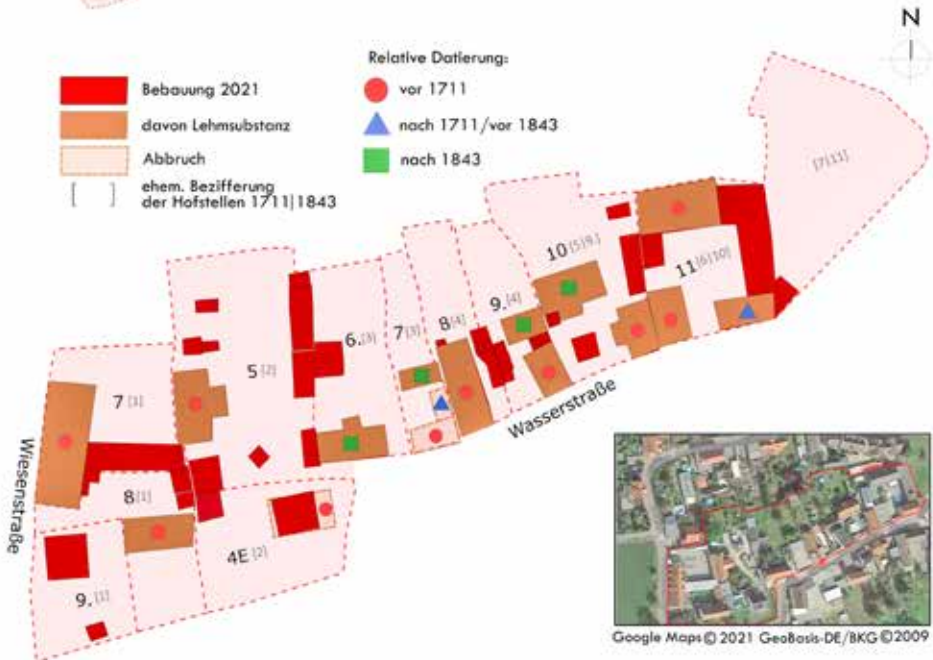 N
Bebauung 2021
davon Lehmsubstanz
Abbruch
[ ] ehem. Bezifferung
der Hofstellen 1711|1843
Relative Datierung:
vor 1711
nach 1711/vor 1843
nach 1843
[7|11]
10 [5|9.]
11 [6|10]
9. [4]
8 [4]
7 [3]
6. [3]
5 [2]
7 [1]
8 [1]
4E [2]
9. [1]
Wiesenstraße
Wasserstraße
Google Maps © 2021 GeoBasis-DE/BKG ©2009